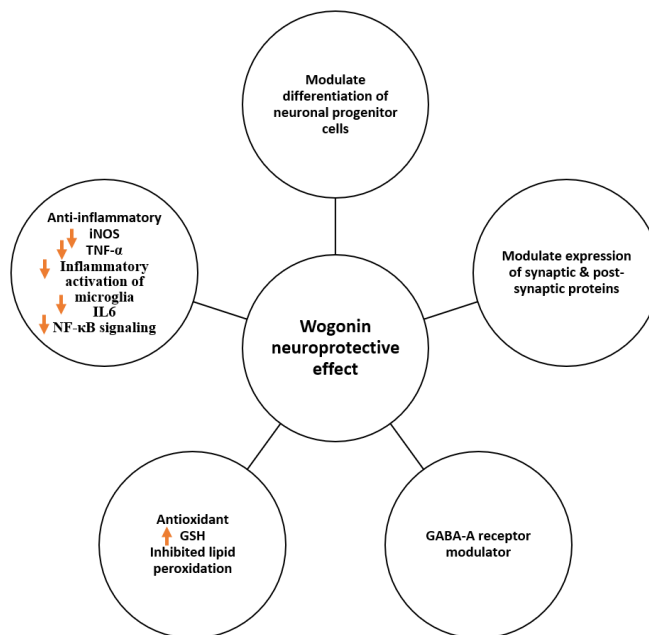 Modulate
differentiation of
neuronal progenitor
cells
Anti-inflammatory
iNOS
TNF-α
Inflammatory
activation of
microglia
IL6
NF-κB signaling
Modulate expression
of synaptic & post-
synaptic proteins
Wogonin
neuroprotective
effect
Antioxidant
GSH
Inhibited lipid
peroxidation
GABA-A receptor
modulator